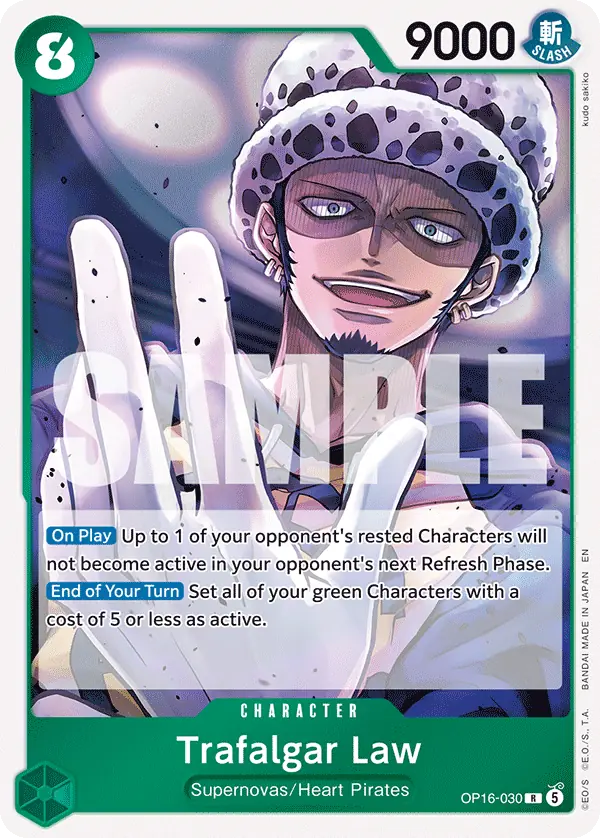 8
9000
斬
SLASH
kudo sakiko
SAMPLE
On Play Up to 1 of your opponent's rested Characters will
not become active in your opponent's next Refresh Phase.
End of Your Turn Set all of your green Characters with a
cost of 5 or less as active.
CHARACTER
Trafalgar Law
Supernovas/Heart Pirates
OP16-030 R 5
©EO/S ©E.O./S., T.A. BANDAI MADE IN JAPAN EN